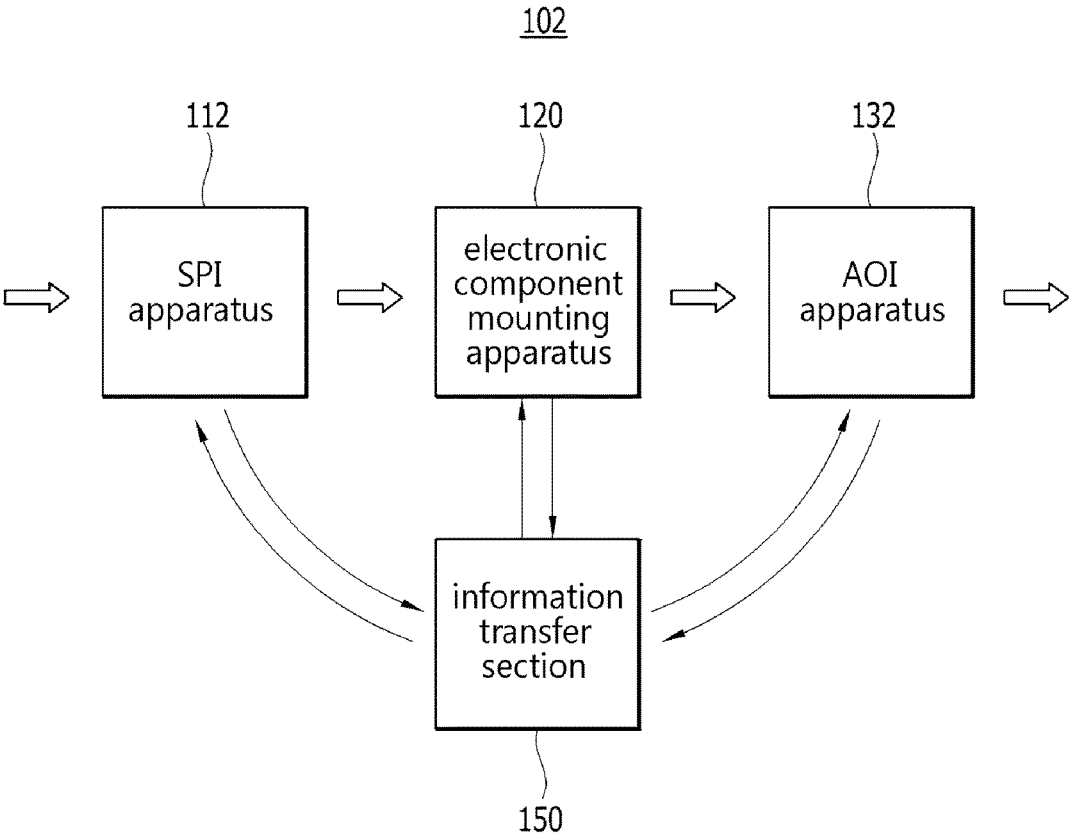 102
112
120
132
SPI
apparatus
electronic
component
mounting
apparatus
AOI
apparatus
information
transfer
section
150